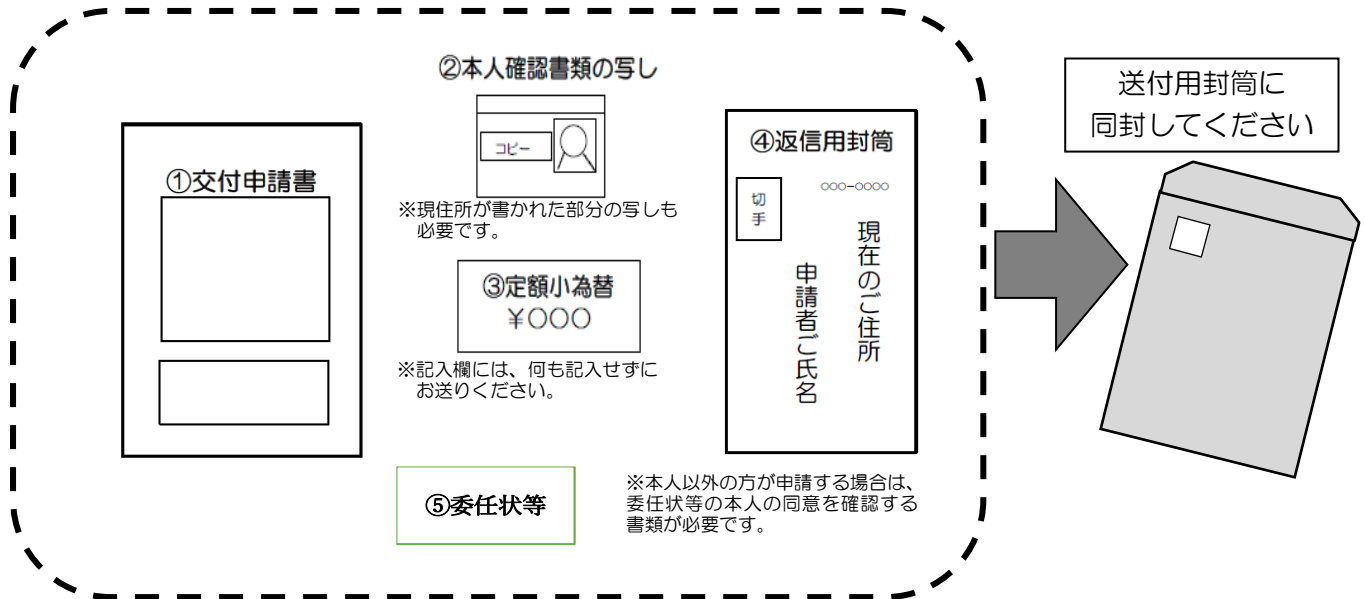 ①交付申請書
②本人確認書類の写し
コピー
※現住所が書かれた部分の写しも
必要です。
③定額小為替
￥〇〇〇
※記入欄には、何も記入せずに
お送りください。
④返信用封筒
切手
○○○-○○○○
現在のご住所
申請者ご氏名
⑤委任状等
※本人以外の方が申請する場合は、
委任状等の本人の同意を確認する
書類が必要です。
送付用封筒に
同封してください